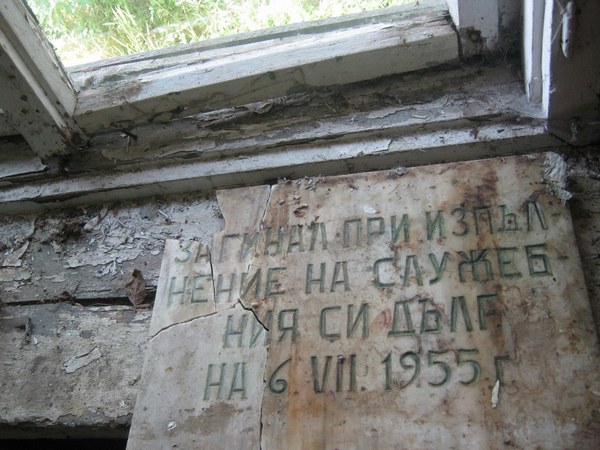 ЗАГИНАЛ ПРИ ИЗПЪЛ-
НЕНИЕ НА СЛУЖЕБ-
НИЯ СИ ДЪЛГ
НА 6 VII. 1955 г.